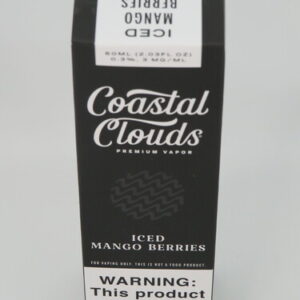 ICED
MANGO
BERRIES
60ML (2.03FL OZ)
0.3%, 3 MG/ML
Coastal
Clouds
PREMIUM VAPOR
ICED
MANGO BERRIES
FOR VAPING ONLY. THIS IS NOT A FOOD PRODUCT.
WARNING:
This product